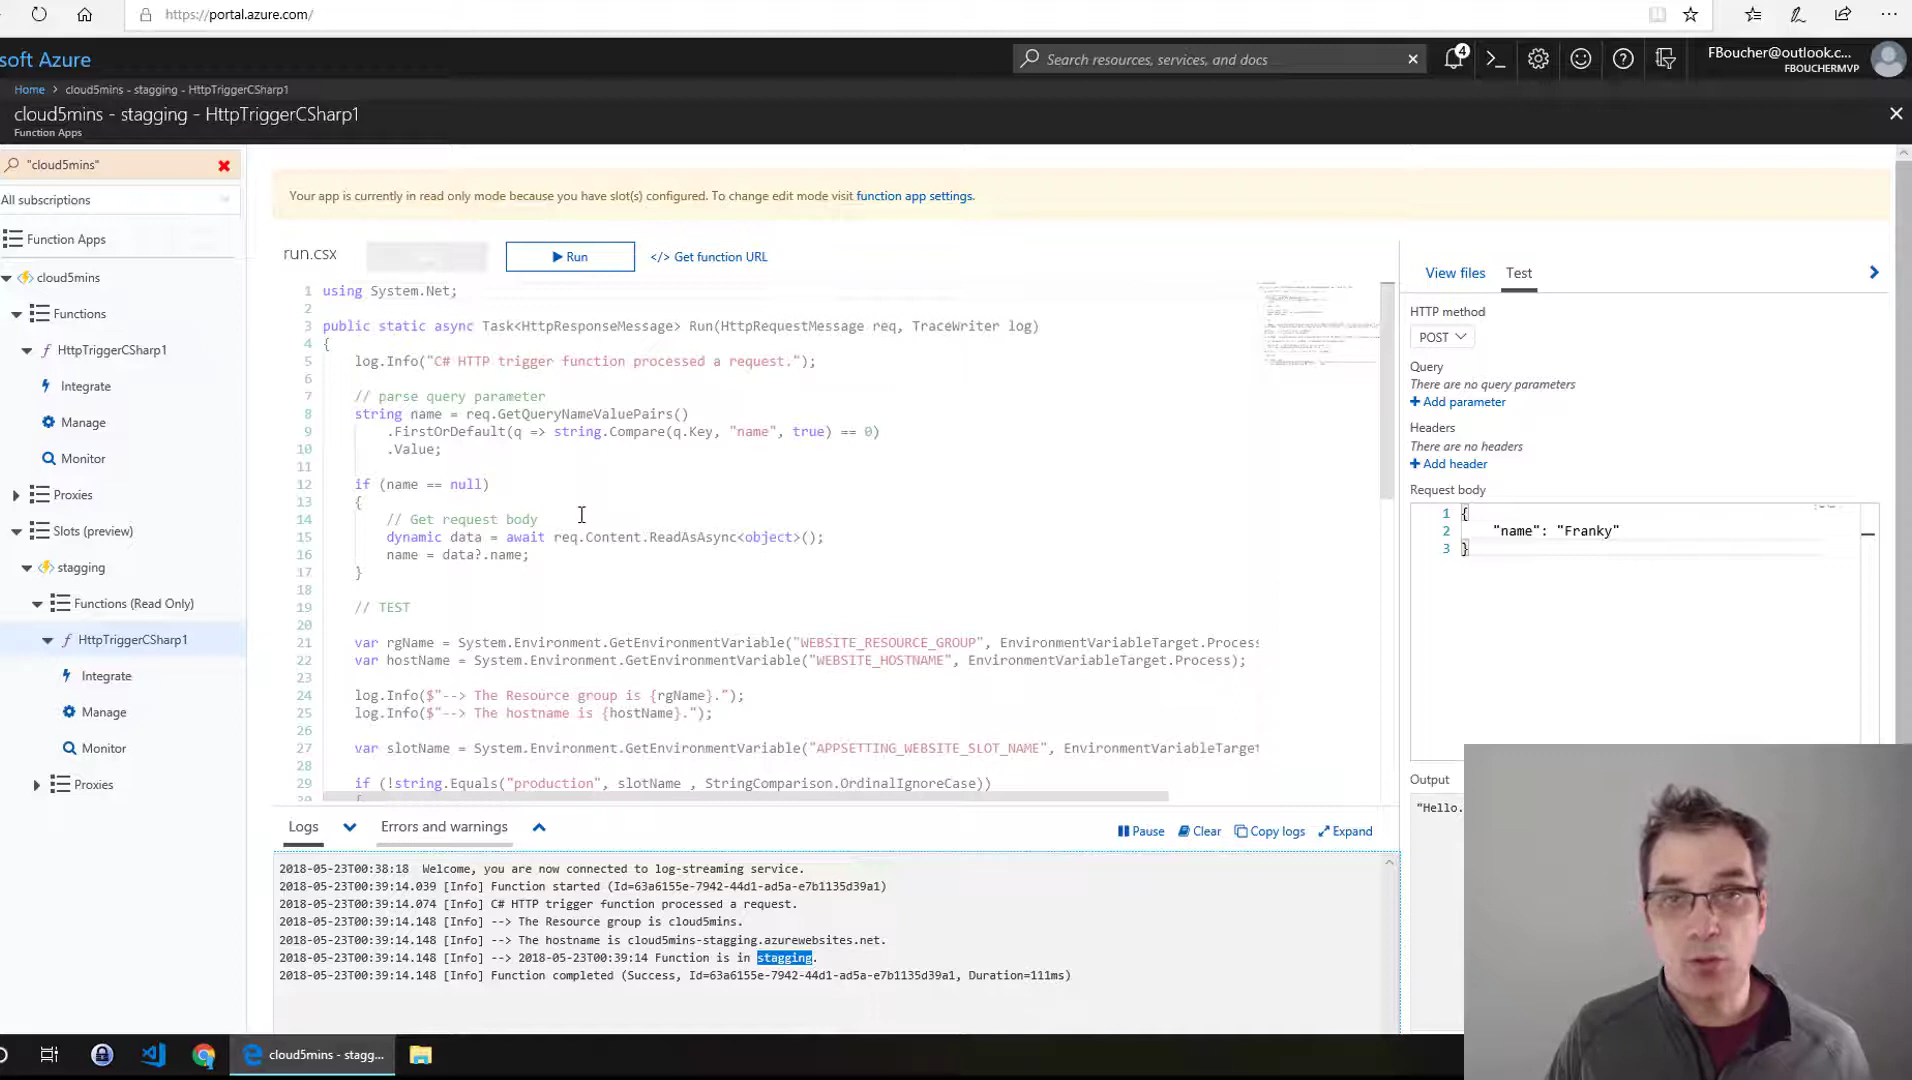 https://portal.azure.com/
soft Azure
Search resources, services, and docs
4
FBoucher@outlook.c...
FBOUCHERMVP
Home > cloud5mins - stagging - HttpTriggerCSharp1
cloud5mins - stagging - HttpTriggerCSharp1
Function Apps
"cloud5mins"
All subscriptions
Function Apps
cloud5mins
Functions
HttpTriggerCSharp1
Integrate
Manage
Monitor
Proxies
Slots (preview)
stagging
Functions (Read Only)
HttpTriggerCSharp1
Integrate
Manage
Monitor
Proxies
Your app is currently in read only mode because you have slot(s) configured. To change edit mode visit function app settings.
run.csx
Run
</> Get function URL
1 using System.Net;
2
3 public static async Task<HttpResponseMessage> Run(HttpRequestMessage req, TraceWriter log)
4 {
5 log.Info("C# HTTP trigger function processed a request.");
6
7 // parse query parameter
8 string name = req.GetQueryNameValuePairs()
9 .FirstOrDefault(q => string.Compare(q.Key, "name", true) == 0)
10 .Value;
11
12 if (name == null)
13 {
14 // Get request body
15 dynamic data = await req.Content.ReadAsAsync<object>();
16 name = data?.name;
17 }
18
19 // TEST
20
21 var rgName = System.Environment.GetEnvironmentVariable("WEBSITE_RESOURCE_GROUP", EnvironmentVariableTarget.Process
22 var hostName = System.Environment.GetEnvironmentVariable("WEBSITE_HOSTNAME", EnvironmentVariableTarget.Process);
23
24 log.Info($"--> The Resource group is {rgName}.");
25 log.Info($"--> The hostname is {hostName}.");
26
27 var slotName = System.Environment.GetEnvironmentVariable("APPSETTING_WEBSITE_SLOT_NAME", EnvironmentVariableTarget
28
29 if (!string.Equals("production", slotName , StringComparison.OrdinalIgnoreCase))
30 {
View files
Test
HTTP method
POST
Query
There are no query parameters
+ Add parameter
Headers
There are no headers
+ Add header
Request body
1 {
2 "name": "Franky"
3 }
Output
"Hello.
Logs
Errors and warnings
Pause
Clear
Copy logs
Expand
2018-05-23T00:38:18 Welcome, you are now connected to log-streaming service.
2018-05-23T00:39:14.039 [Info] Function started (Id=63a6155e-7942-44d1-ad5a-e7b1135d39a1)
2018-05-23T00:39:14.074 [Info] C# HTTP trigger function processed a request.
2018-05-23T00:39:14.148 [Info] --> The Resource group is cloud5mins.
2018-05-23T00:39:14.148 [Info] --> The hostname is cloud5mins-stagging.azurewebsites.net.
2018-05-23T00:39:14.148 [Info] --> 2018-05-23T00:39:14 Function is in stagging.
2018-05-23T00:39:14.148 [Info] Function completed (Success, Id=63a6155e-7942-44d1-ad5a-e7b1135d39a1, Duration=111ms)
cloud5mins - stagg...